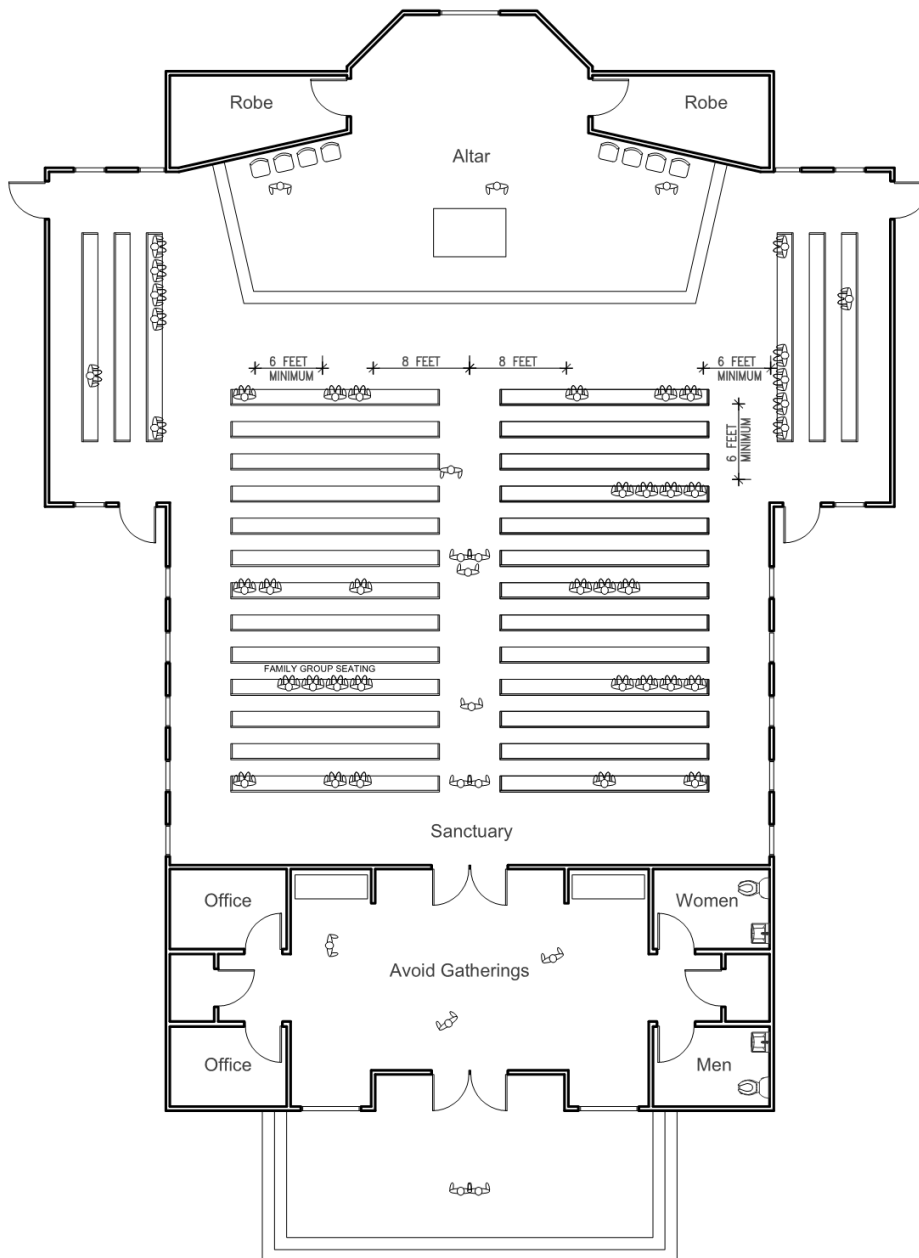 Robe
Robe
Altar
6 FEET
MINIMUM
8 FEET
8 FEET
6 FEET
MINIMUM
6 FEET
MINIMUM
FAMILY GROUP SEATING
Sanctuary
Office
Women
Avoid Gatherings
Office
Men